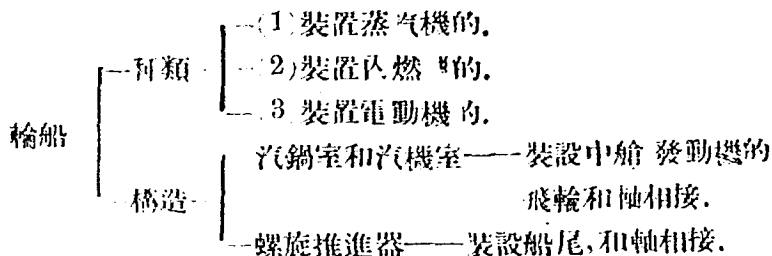 (1)裝置蒸汽機的.
種類 (2)裝置內燃機的.
(3)裝置電動機的.
輪船
汽鍋室和汽機室——裝設中艙 發動機的
飛輪和軸相接.
構造
螺旋推進器——裝設船尾,和軸相接.